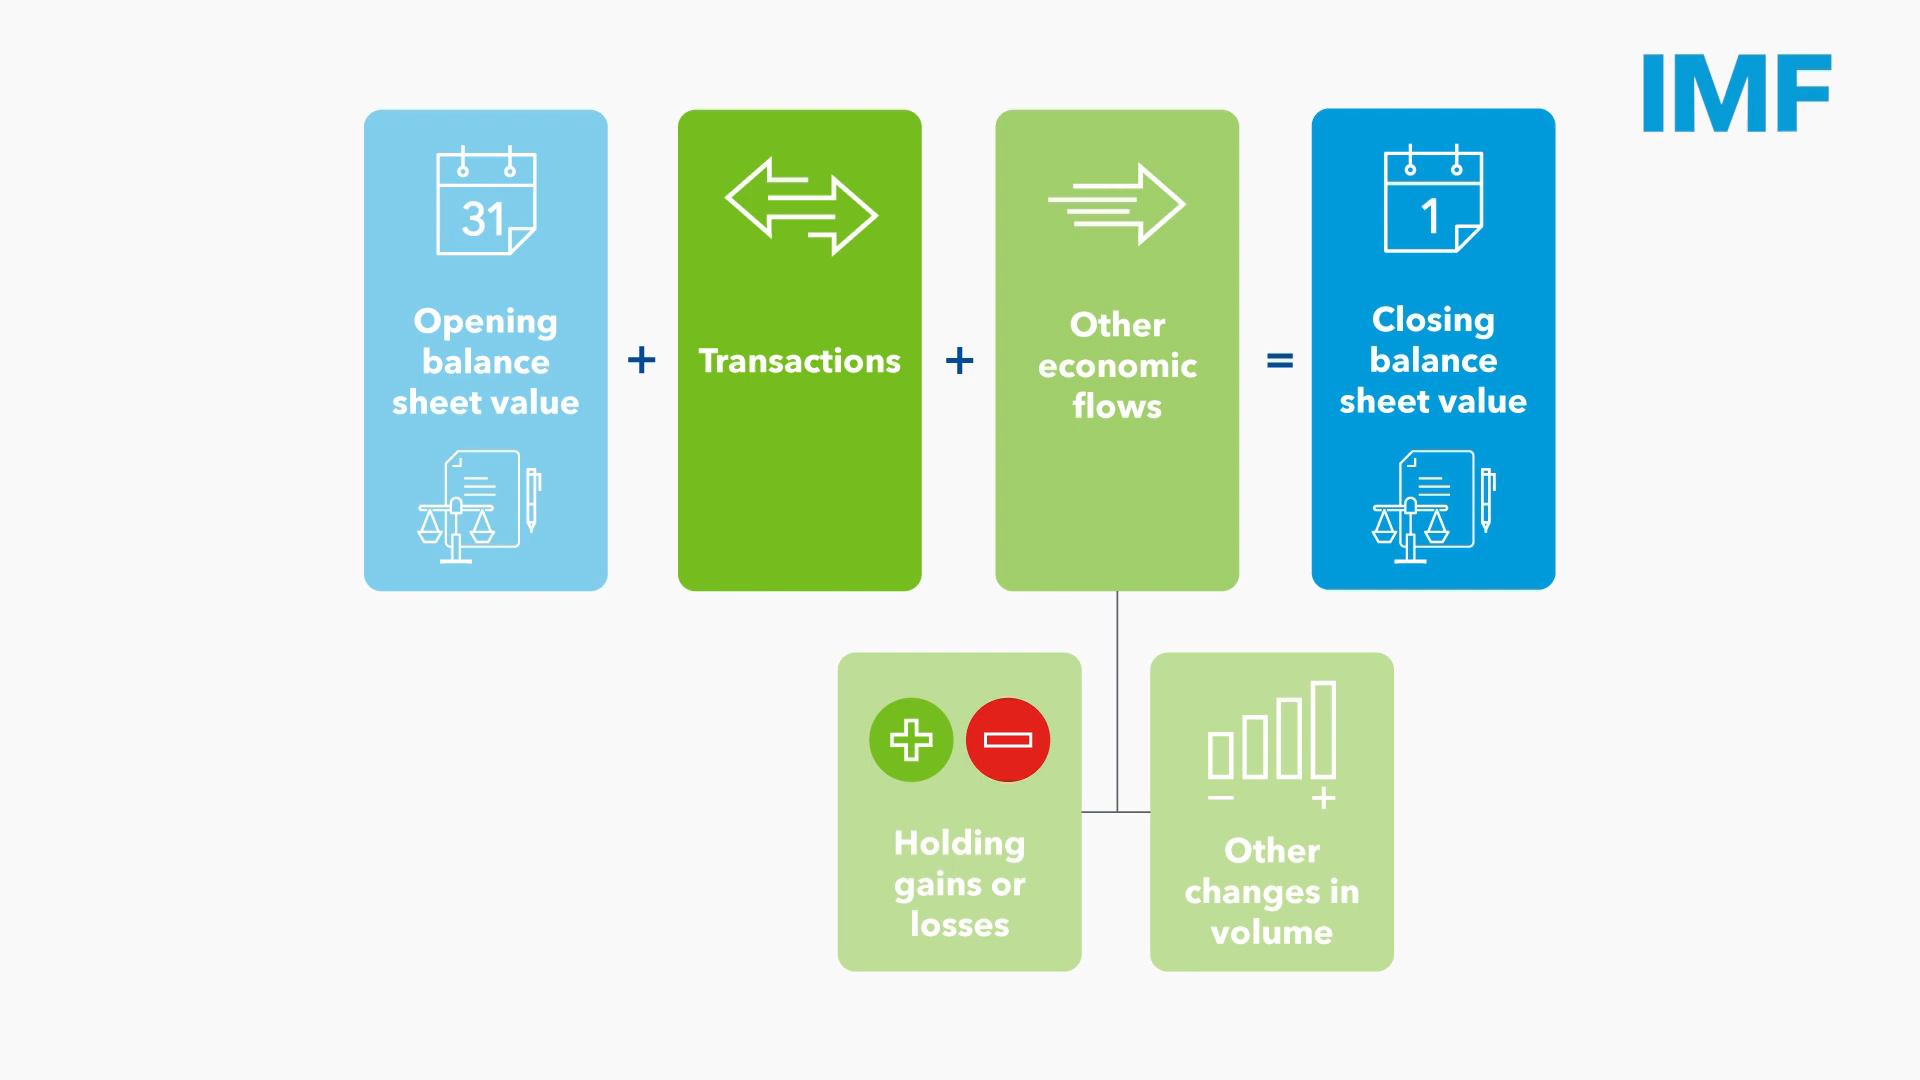 IMF
31
Opening
balance
sheet value
+
Transactions
+
Other
economic
flows
=
1
Closing
balance
sheet value
Holding
gains or
losses
− +
Other
changes in
volume